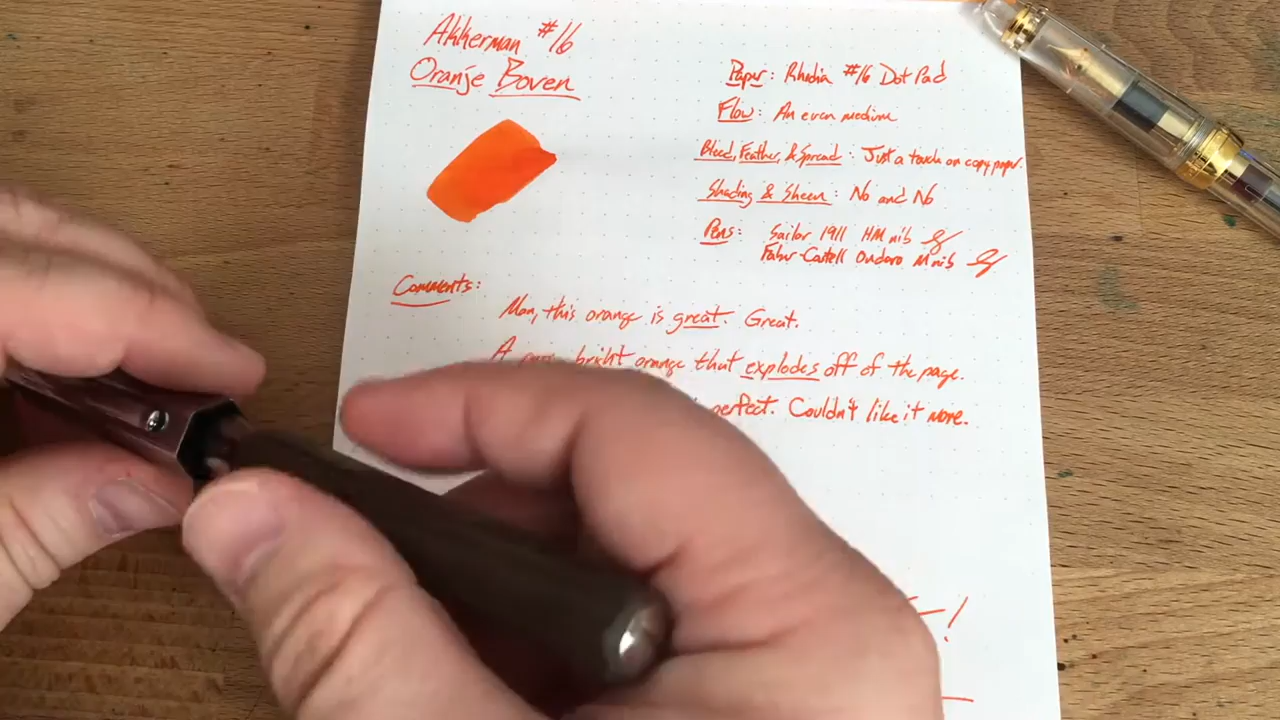 Akkerman #16
Oranje Boven
Paper: Rhodia #16 Dot Pad
Flow: An even medium
Bleed, Feather, & Spread: Just a touch on copy paper.
Shading & Sheen: No and No
Pens: Sailor 1911 HM nib
Faber-Castell Ondoro M nib
Comments:
Man, this orange is great. Great.
A bright orange that explodes off of the page.
perfect. Couldn't like it more.
!